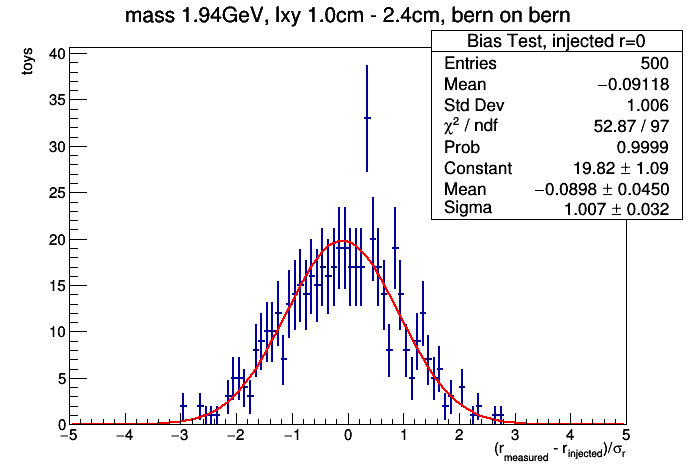 mass 1.94GeV, lxy 1.0cm - 2.4cm, bern on bern
Bias Test, injected r=0
Entries 500
Mean −0.09118
Std Dev 1.006
χ² / ndf 52.87 / 97
Prob 0.9999
Constant 19.82 ± 1.09
Mean −0.0898 ± 0.0450
Sigma 1.007 ± 0.032
toys
40
35
30
25
20
15
10
5
0
−5 −4 −3 −2 −1 0 1 2 3 4 5
(r_measured - r_injected)/σ_r